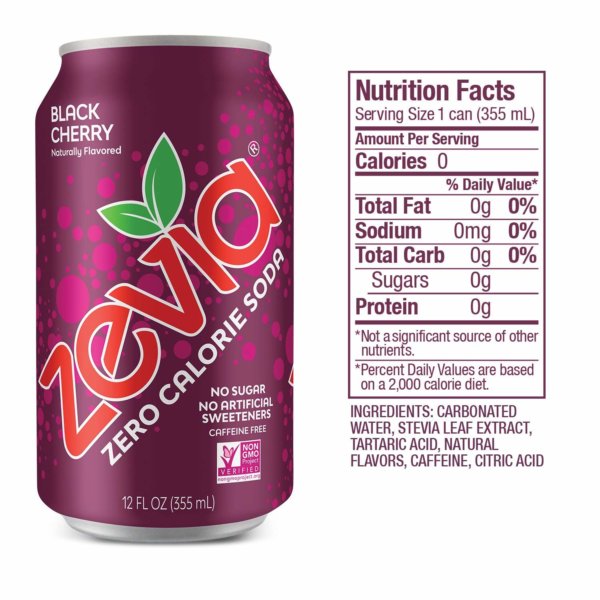 BLACK
CHERRY
Naturally Flavored
zevia®
ZERO CALORIE SODA
NO SUGAR
NO ARTIFICIAL
SWEETENERS
CAFFEINE FREE
NON
GMO
Project
VERIFIED
nongmoproject.org
12 FL OZ (355 mL)
Nutrition Facts
Serving Size 1 can (355 mL)
Amount Per Serving
Calories 0
% Daily Value*
Total Fat 0g 0%
Sodium 0mg 0%
Total Carb 0g 0%
Sugars 0g
Protein 0g
*Not a significant source of other
nutrients.
*Percent Daily Values are based
on a 2,000 calorie diet.
INGREDIENTS: CARBONATED
WATER, STEVIA LEAF EXTRACT,
TARTARIC ACID, NATURAL
FLAVORS, CAFFEINE, CITRIC ACID